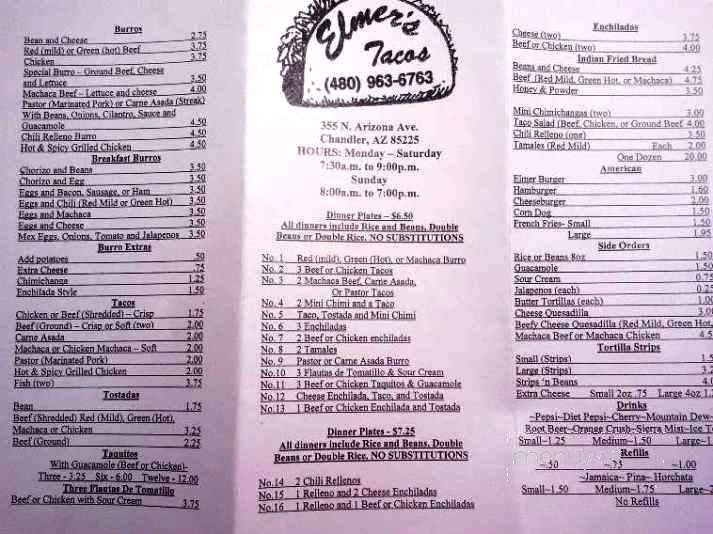 Burros
Bean and Cheese 2.75
Red (mild) or Green (hot) Beef 3.75
Chicken 3.75
Special Burro – Ground Beef, Cheese
and Lettuce 3.50
Machaca Beef – Lettuce and cheese 4.00
Pastor (Marinated Pork) or Carne Asada (Streak)
With Beans, Onions, Cilantro, Sauce and
Guacamole 4.50
Chili Relleno Burro 4.50
Hot & Spicy Grilled Chicken 4.50
Breakfast Burros
Chorizo and Beans 3.50
Chorizo and Egg 3.50
Eggs and Bacon, Sausage, or Ham 3.50
Eggs and Chili (Red Mild or Green Hot) 3.50
Eggs and Machaca 3.50
Eggs and Cheese 3.50
Mex Eggs, Onions, Tomato and Jalapenos 3.50
Burro Extras
Add potatoes .50
Extra Cheese .75
Chimichanga 1.25
Enchilada Style 1.50
Tacos
Chicken or Beef (Shredded) – Crisp 1.75
Beef (Ground) – Crisp or Soft (two) 2.00
Carne Asada 2.00
Machaca or Chicken Machaca – Soft 2.00
Pastor (Marinated Pork) 2.00
Hot & Spicy Grilled Chicken 2.00
Fish (two) 3.75
Tostadas
Bean 1.75
Beef (Shredded) Red (Mild), Green (Hot),
Machaca or Chicken 3.25
Beef (Ground) 2.25
Taquitos
With Guacamole (Beef or Chicken)-
Three - 3.25 Six - 6.00 Twelve - 12.00
Three Flautas De Tomatillo
Beef or Chicken with Sour Cream 3.75
Elmer's
Tacos
(480) 963-6763
355 N. Arizona Ave.
Chandler, AZ 85225
HOURS: Monday – Saturday
7:30a.m. to 9:00p.m.
Sunday
8:00a.m. to 7:00p.m.
Dinner Plates – $6.50
All dinners include Rice and Beans, Double
Beans or Double Rice. NO SUBSTITUTIONS
No. 1 Red (mild), Green (Hot), or Machaca Burro
No. 2 3 Beef or Chicken Tacos
No. 3 2 Machaca Beef, Carne Asada,
Or Pastor Tacos
No. 4 2 Mini Chimi and a Taco
No. 5 Taco, Tostada and Mini Chimi
No. 6 3 Enchiladas
No. 7 2 Beef or Chicken enchiladas
No. 8 2 Tamales
No. 9 Pastor or Carne Asada Burro
No.10 3 Flautas de Tomatillo & Sour Cream
No.11 3 Beef or Chicken Taquitos & Guacamole
No.12 Cheese Enchilada, Taco, and Tostada
No.13 1 Beef or Chicken Enchilada and Tostada
Dinner Plates - $7.25
All dinners include Rice and Beans, Double
Beans or Double Rice. NO SUBSTITUTIONS
No.14 2 Chili Rellenos
No.15 1 Relleno and 2 Cheese Enchiladas
No.16 1 Relleno and 1 Beef or Chicken Enchiladas
Enchiladas
Cheese (two) 3.75
Beef or Chicken (two) 4.00
Indian Fried Bread
Beans and Cheese 4.25
Beef (Red Mild, Green Hot, or Machaca) 4.75
Honey & Powder 3.50
Mini Chimichangas (two) 3.00
Taco Salad (Beef, Chicken, or Ground Beef 4.00
Chili Relleno (one) 3.50
Tamales (Red Mild) Each 2.00
One Dozen 20.00
American
Elmer Burger 3.00
Hamburger 1.60
Cheeseburger 2.00
Corn Dog 1.50
French Fries- Small 1.50
Large 1.95
Side Orders
Rice or Beans 8oz 1.50
Guacamole 1.50
Sour Cream 0.75
Jalapenos (each) 0.25
Butter Tortillas (each) 1.00
Cheese Quesadilla 3.00
Beefy Cheese Quesadilla (Red Mild, Green Hot,
Machaca Beef or Machaca Chicken 4.5
Tortilla Strips
Small (Strips) 1.5
Large (Strips) 3.2
Strips 'n Beans 4.0
Extra Cheese Small 2oz .75 Large 4oz 1.2
Drinks
~Pepsi~Diet Pepsi~Cherry~Mountain Dew~
Root Beer~Orange Crush~Sierra Mist~Ice T
Small~1.25 Medium~1.50 Large~1
Refills
~.50 ~.75 ~1.00
~Jamaica~ Pina~ Horchata
Small~1.50 Medium~1.75 Large~2
No Refills